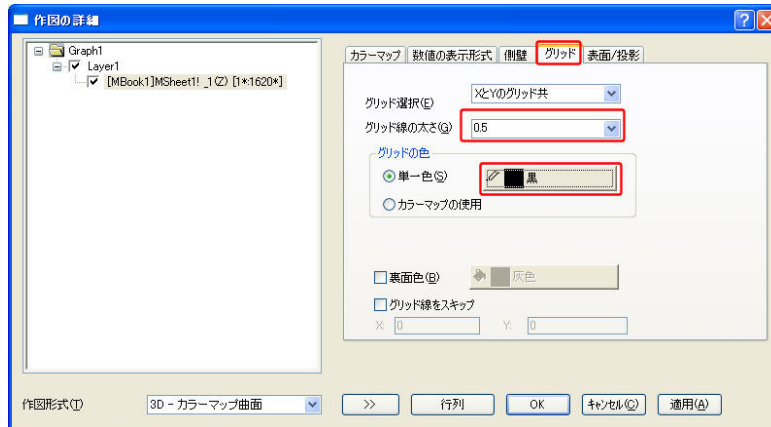 作図の詳細
Graph1
Layer1
[MBook1]MSheet1! _1(Z) [1*:1620*]
カラーマップ 数値の表示形式 側壁 グリッド 表面/投影
グリッド選択(E) XとYのグリッド共
グリッド線の太さ(G) 0.5
グリッドの色
単一色(S) 黒
カラーマップの使用
裏面色(B) 灰色
グリッド線をスキップ
X: 0 Y: 0
作図形式(T) 3D - カラーマップ曲面 >> 行列 OK キャンセル(C) 適用(A)